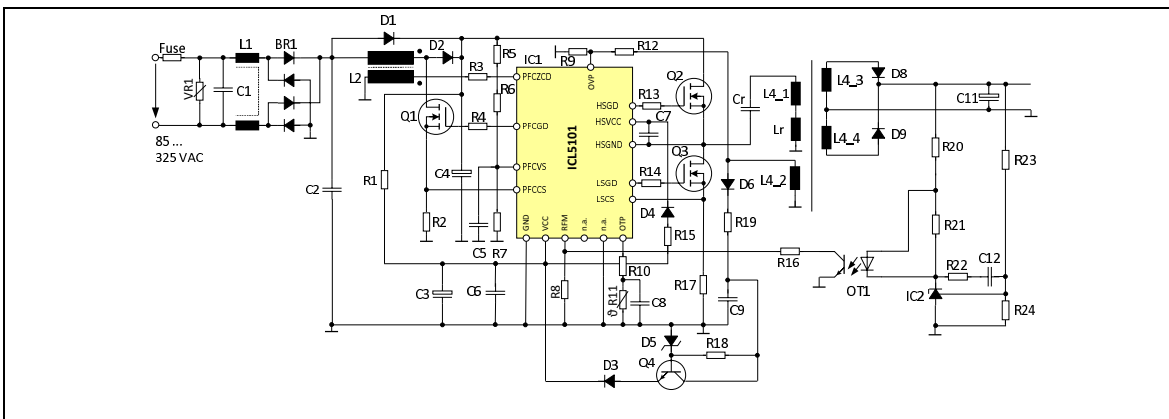 D1
Fuse
L1
BR1
D2
R5
IC1
R9
R12
L2
R3
PFCZCD
OVP
Q2
VR1
C1
R6
Cr
L4_1
L4_3
D8
C11
Q1
R4
PFCGD
HSGD
R13
HSVCC
C7
Lr
L4_4
D9
HSGND
ICL5101
85 ...
325 VAC
R20
R23
Q3
PFCVS
C4
R1
LSGD
R14
D6
L4_2
C2
PFCCS
LSCS
R2
C5
R7
GND
VCC
RFM
n.a.
n.a.
OTP
D4
R15
R19
R21
R16
OT1
R22
C12
R10
C3
C6
R8
ϑ R11
C8
R17
C9
IC2
R24
D5
R18
Q4
D3